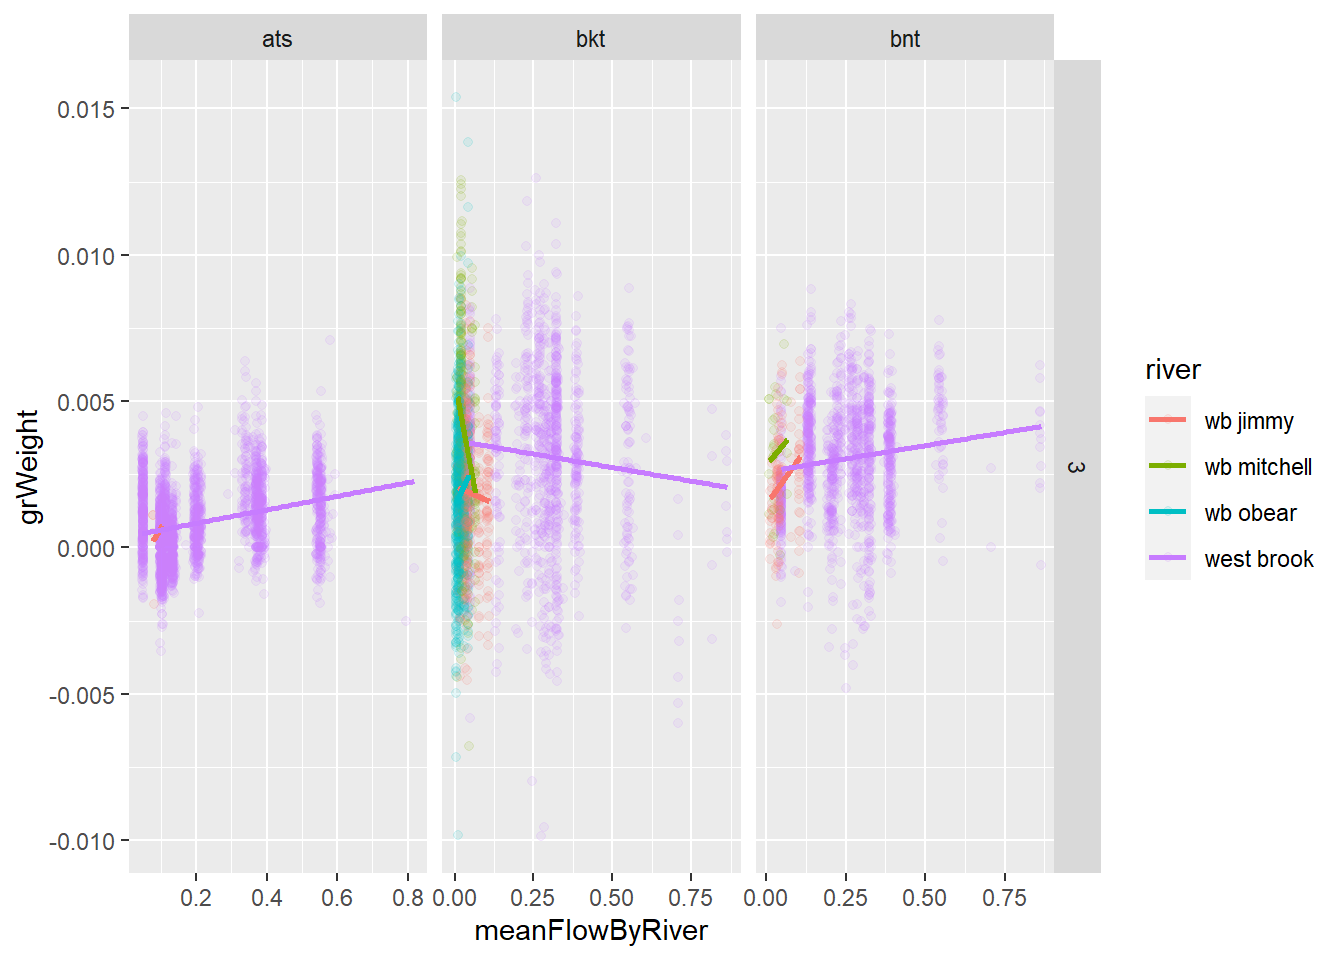 ats bkt bnt
0.015
0.010
0.005
0.000
-0.005
-0.010
grWeight
3
0.2 0.4 0.6 0.8 0.00 0.25 0.50 0.75 0.00 0.25 0.50 0.75
meanFlowByRiver
river
wb jimmy
wb mitchell
wb obear
west brook